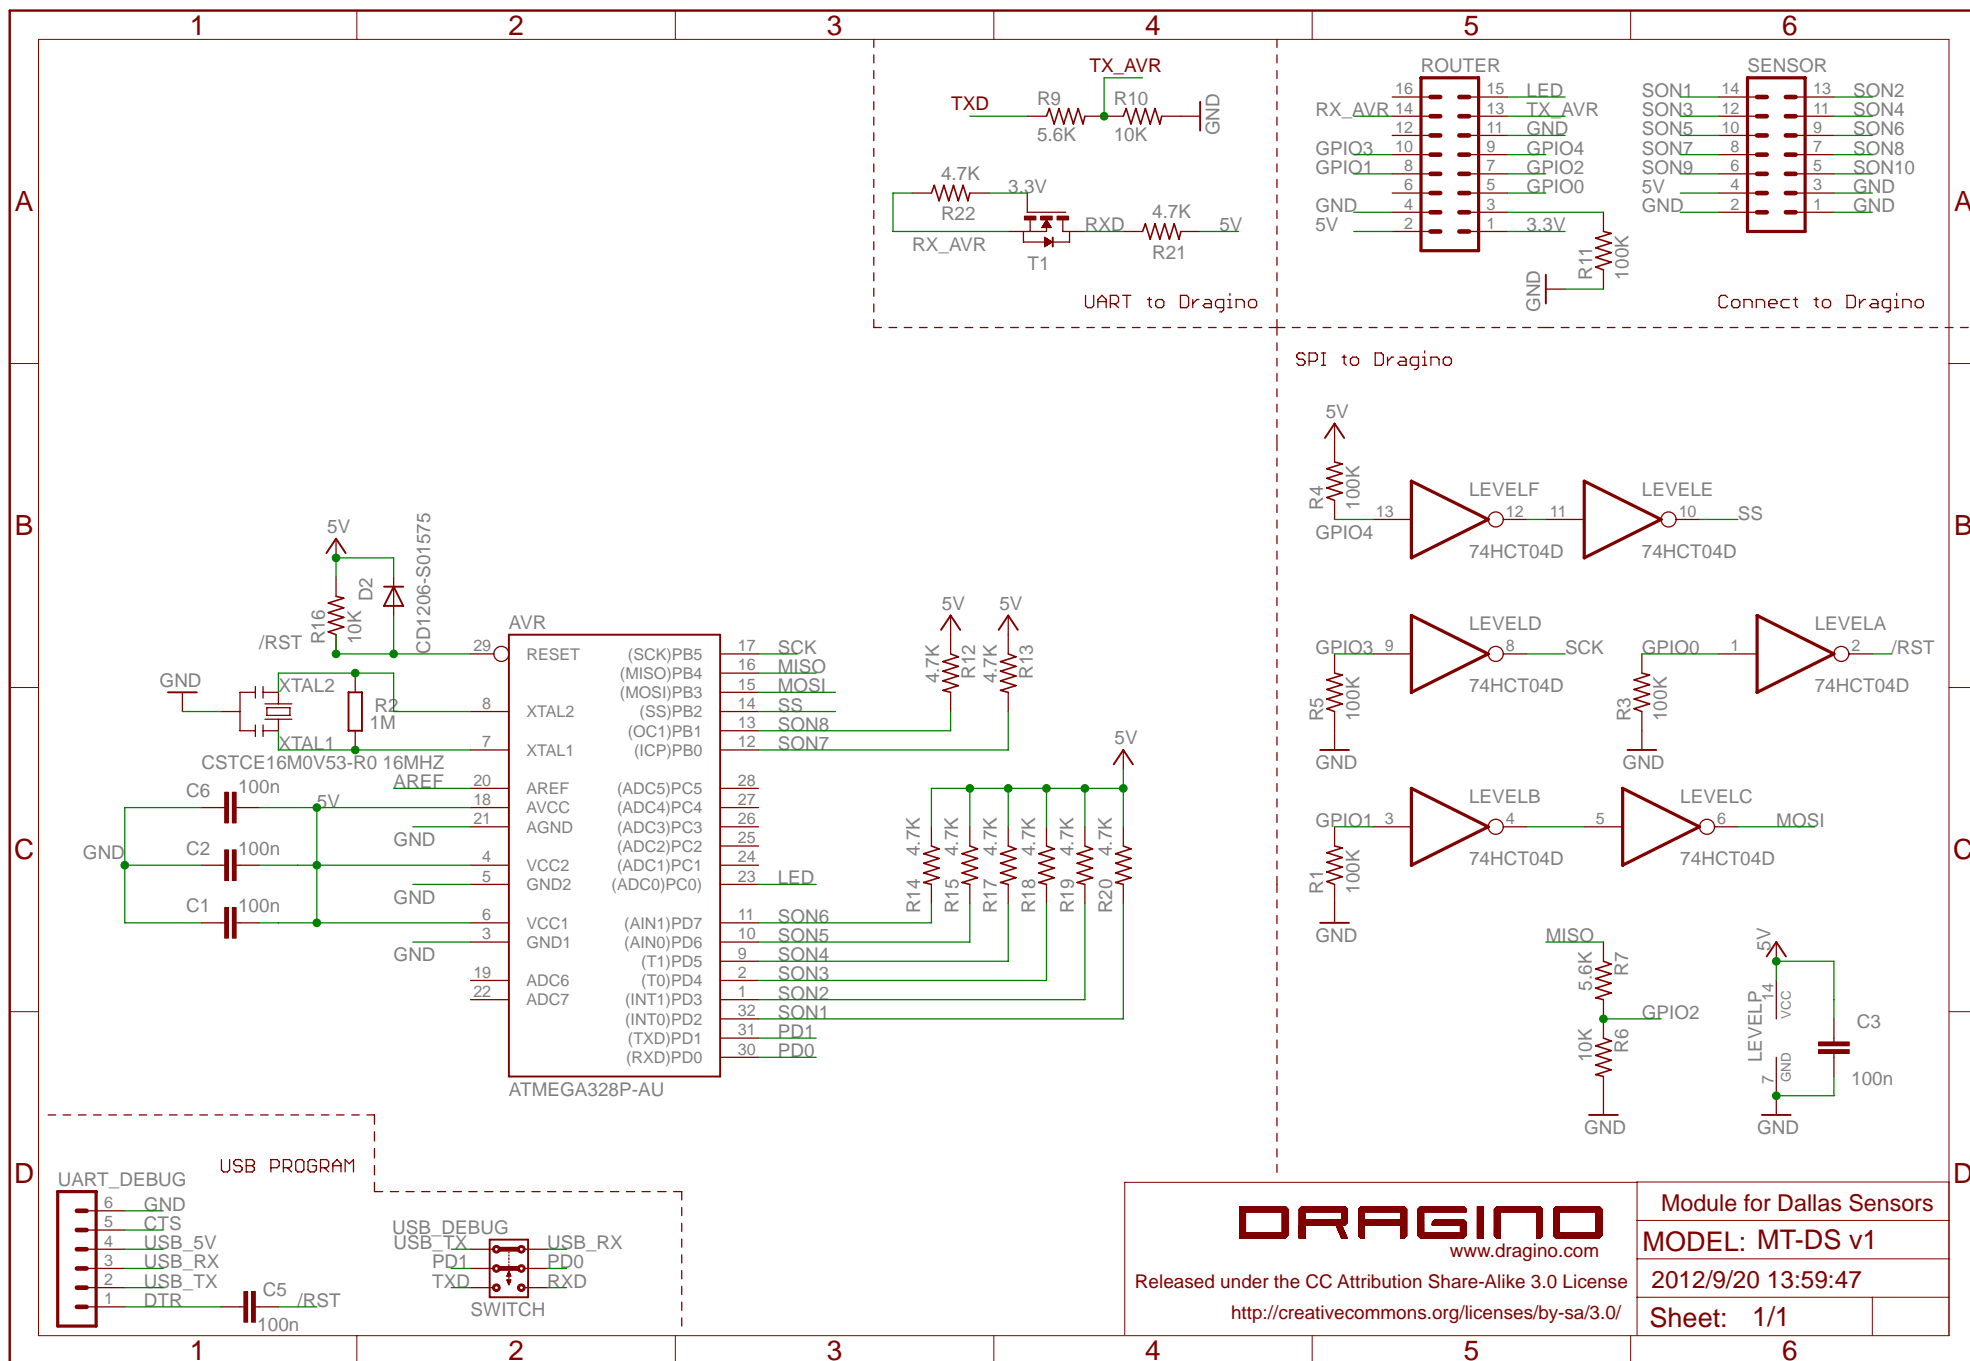 1 2 3 4 5 6
A
A
B
B
C
C
D
D
TX_AVR
TXD
R9
5.6K
R10
10K
GND
4.7K
R22
3.3V
RX_AVR
T1
RXD
4.7K
R21
5V
UART to Dragino
ROUTER
16 15 LED
RX_AVR 14 13 TX_AVR
12 11 GND
GPIO3 10 9 GPIO4
GPIO1 8 7 GPIO2
6 5 GPIO0
GND 4 3
5V 2 1 3.3V
R11
100K
GND
SENSOR
SON1 14 13 SON2
SON3 12 11 SON4
SON5 10 9 SON6
SON7 8 7 SON8
SON9 6 5 SON10
5V 4 3 GND
GND 2 1 GND
Connect to Dragino
SPI to Dragino
5V
R4
100K
GPIO4
13
LEVELF
12
74HCT04D
11
LEVELE
10
SS
74HCT04D
GPIO3
9
LEVELD
8
SCK
74HCT04D
R5
100K
GND
GPIO0
1
LEVELA
2
/RST
74HCT04D
R3
100K
GND
GPIO1
3
LEVELB
4
74HCT04D
5
LEVELC
6
MOSI
74HCT04D
R1
100K
GND
MISO
5.6K
R7
GPIO2
10K
R6
GND
5V
LEVELP
14
VCC
7
GND
C3
100n
GND
5V
R16
10K
D2
CD1206-S01575
/RST
GND
XTAL2
XTAL1
R2
1M
CSTCE16M0V53-R0 16MHZ
AREF
C6
100n
5V
GND
C2
100n
C1
100n
GND
GND
GND
AVR
29 RESET
8 XTAL2
7 XTAL1
20 AREF
18 AVCC
21 AGND
4 VCC2
5 GND2
6 VCC1
3 GND1
19 ADC6
22 ADC7
(SCK)PB5 17 SCK
(MISO)PB4 16 MISO
(MOSI)PB3 15 MOSI
(SS)PB2 14 SS
(OC1)PB1 13 SON8
(ICP)PB0 12 SON7
(ADC5)PC5 28
(ADC4)PC4 27
(ADC3)PC3 26
(ADC2)PC2 25
(ADC1)PC1 24
(ADC0)PC0) 23 LED
(AIN1)PD7 11 SON6
(AIN0)PD6 10 SON5
(T1)PD5 9 SON4
(T0)PD4 2 SON3
(INT1)PD3 1 SON2
(INT0)PD2 32 SON1
(TXD)PD1 31 PD1
(RXD)PD0 30 PD0
ATMEGA328P-AU
5V
5V
4.7K
R12
4.7K
R13
5V
R14
4.7K
R15
4.7K
R17
4.7K
R18
4.7K
R19
4.7K
R20
4.7K
USB PROGRAM
UART_DEBUG
6 GND
5 CTS
4 USB_5V
3 USB_RX
2 USB_TX
1 DTR
C5
100n
/RST
USB_DEBUG
USB_TX USB_RX
PD1 PD0
TXD RXD
SWITCH
DRAGINO
www.dragino.com
Released under the CC Attribution Share-Alike 3.0 License
http://creativecommons.org/licenses/by-sa/3.0/
Module for Dallas Sensors
MODEL: MT-DS v1
2012/9/20 13:59:47
Sheet: 1/1
1 2 3 4 5 6